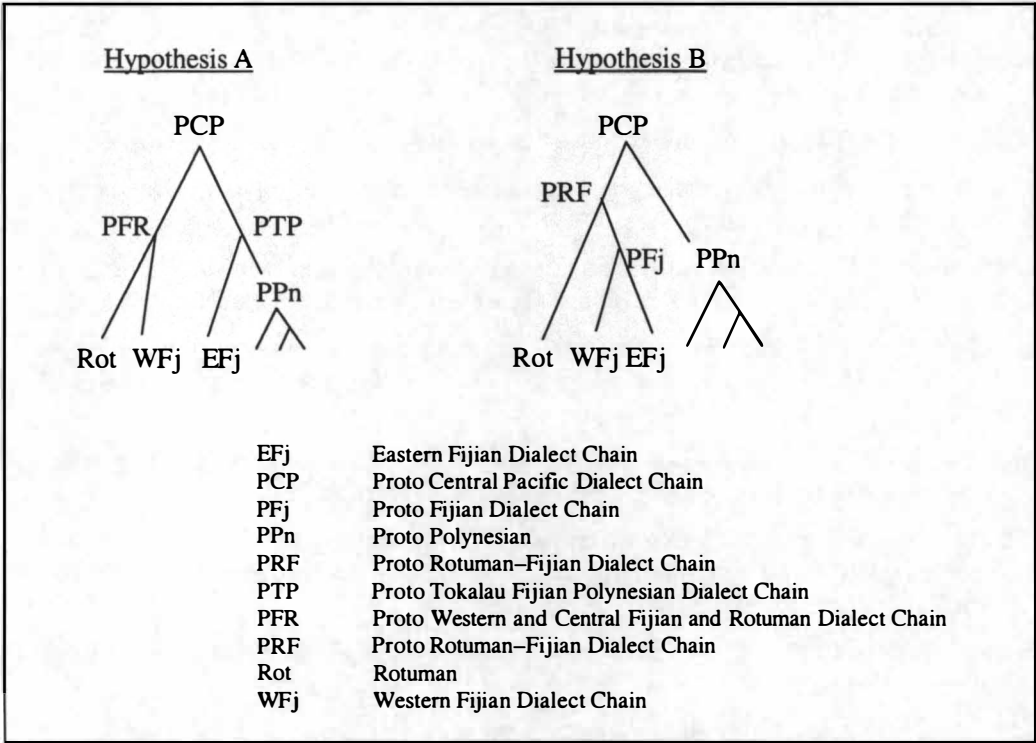 Hypothesis A Hypothesis B
PCP PCP
PRF
PFR PTP
PFj PPn
PPn
Rot WFj EFj Rot WFj EFj
EFj Eastern Fijian Dialect Chain
PCP Proto Central Pacific Dialect Chain
PFj Proto Fijian Dialect Chain
PPn Proto Polynesian
PRF Proto Rotuman–Fijian Dialect Chain
PTP Proto Tokalau Fijian Polynesian Dialect Chain
PFR Proto Western and Central Fijian and Rotuman Dialect Chain
PRF Proto Rotuman–Fijian Dialect Chain
Rot Rotuman
WFj Western Fijian Dialect Chain